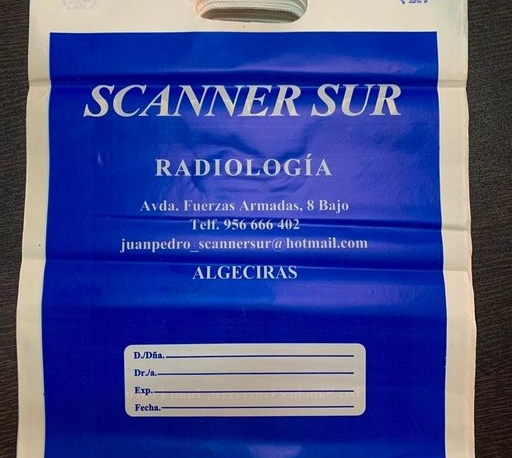 SCANNER SUR
RADIOLOGÍA
Avda. Fuerzas Armadas, 8 Bajo
Telf. 956 666 402
juanpedro_scannersur@hotmail.com
ALGECIRAS
D./Dña.
Dr./a.
Exp.
Fecha.